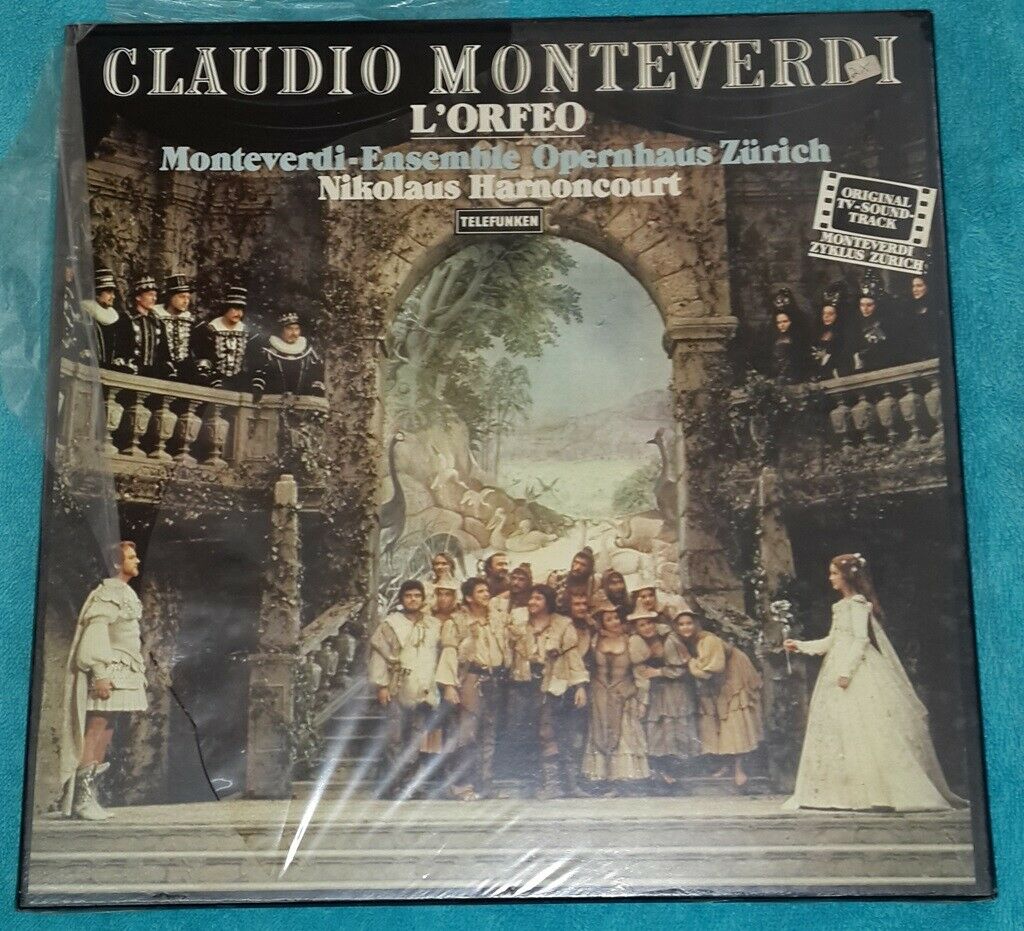 CLAUDIO MONTEVERDI
L'ORFEO
Monteverdi-Ensemble Opernhaus Zürich
Nikolaus Harnoncourt
TELEFUNKEN
ORIGINAL
TV-SOUND-
TRACK
MONTEVERDI
ZYKLUS ZÜRICH